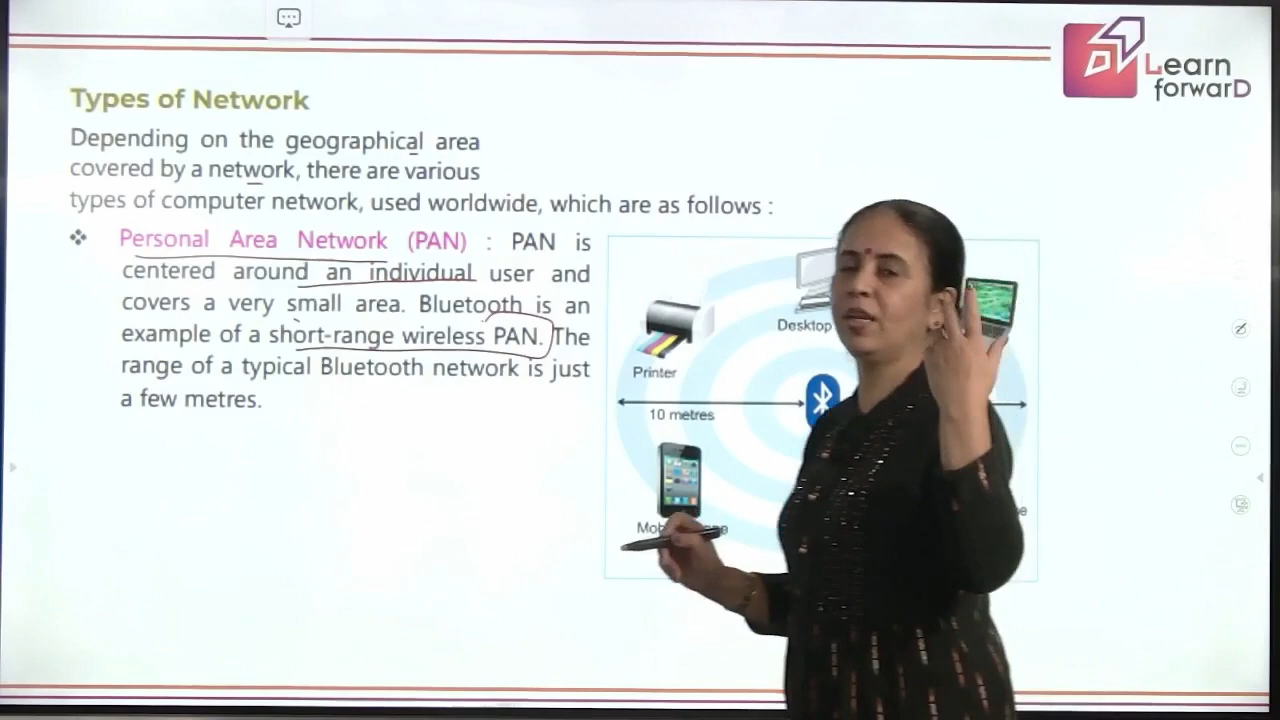 Learn
forwarD
Types of Network
Depending on the geographical area
covered by a network, there are various
types of computer network, used worldwide, which are as follows :
❖ Personal Area Network (PAN) : PAN is
centered around an individual user and
covers a very small area. Bluetooth is an
example of a short-range wireless PAN. The
range of a typical Bluetooth network is just
a few metres.
Desktop
Printer
10 metres